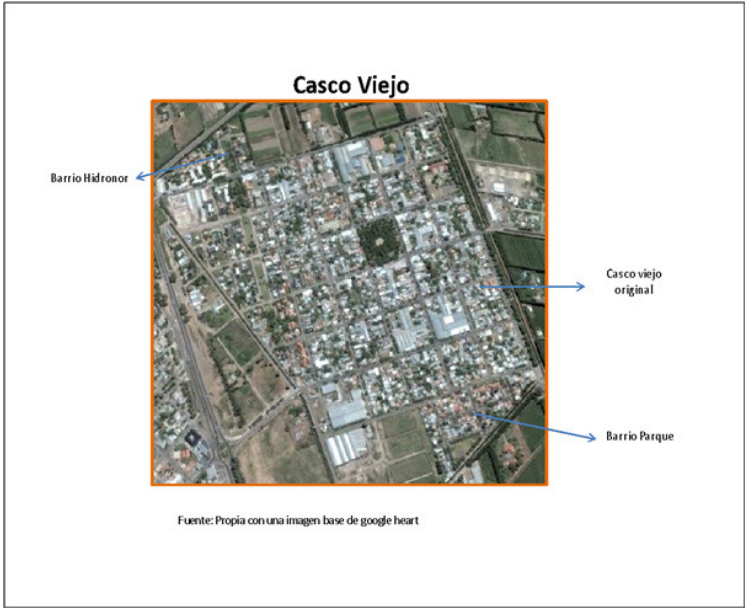 Casco Viejo
Barrio Hidronor
Casco viejo
original
Barrio Parque
Fuente: Propia con una imagen base de google heart